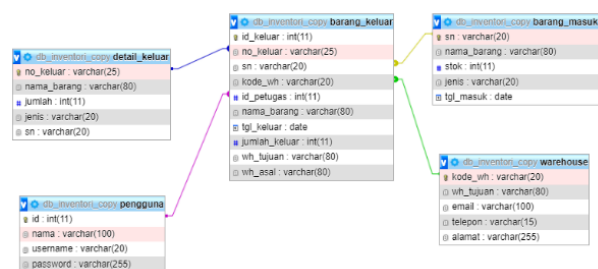 db_inventori_copy detail_keluar
no_keluar : varchar(25)
nama_barang : varchar(80)
jumlah : int(11)
jenis : varchar(20)
sn : varchar(20)
db_inventori_copy pengguna
id : int(11)
nama : varchar(100)
username : varchar(20)
password : varchar(255)
db_inventori_copy barang_keluar
id_keluar : int(11)
no_keluar : varchar(25)
sn : varchar(20)
kode_wh : varchar(20)
id_petugas : int(11)
nama_barang : varchar(80)
tgl_keluar : date
jumlah_keluar : int(11)
wh_tujuan : varchar(80)
wh_asal : varchar(80)
db_inventori_copy barang_masuk
sn : varchar(20)
nama_barang : varchar(80)
stok : int(11)
jenis : varchar(20)
tgl_masuk : date
db_inventori_copy warehouse
kode_wh : varchar(20)
wh_tujuan : varchar(80)
email : varchar(100)
telepon : varchar(15)
alamat : varchar(255)